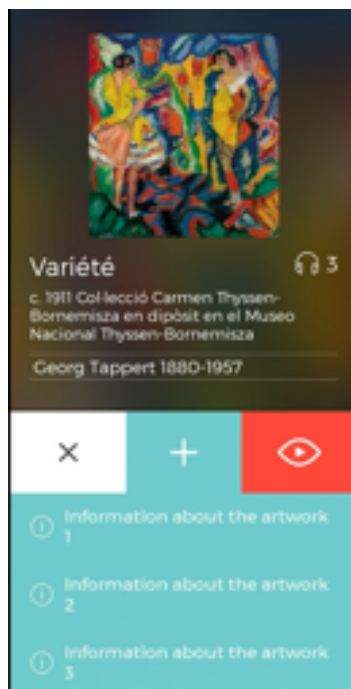 Variété
3
c. 1911 Col·lecció Carmen Thyssen-
Bornemisza en dipòsit en el Museo
Nacional Thyssen-Bornemisza
Georg Tappert 1880-1957
Information about the artwork
1
Information about the artwork
2
Information about the artwork
3